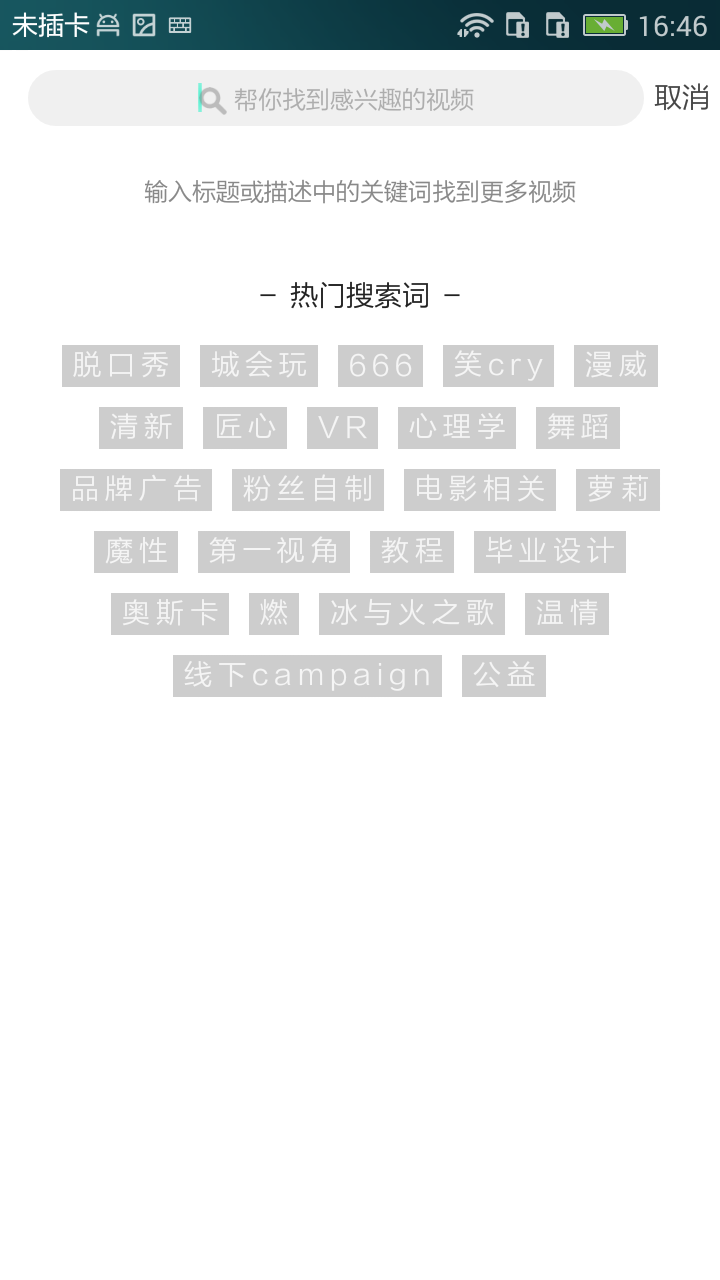 未插卡 16:46
帮你找到感兴趣的视频 取消
输入标题或描述中的关键词找到更多视频
– 热门搜索词 –
脱口秀 城会玩 666 笑cry 漫威
清新 匠心 VR 心理学 舞蹈
品牌广告 粉丝自制 电影相关 萝莉
魔性 第一视角 教程 毕业设计
奥斯卡 燃 冰与火之歌 温情
线下campaign 公益